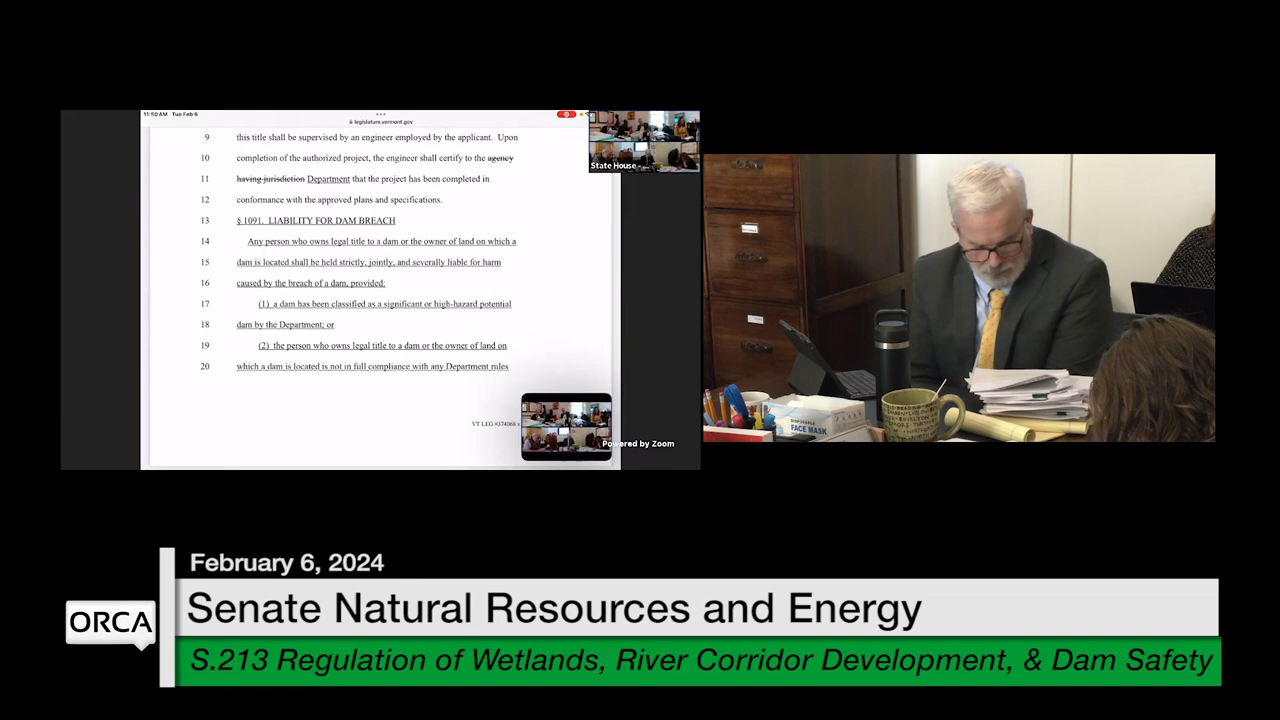 11:50 AM Tue Feb 6
legislature.vermont.gov
9 this title shall be supervised by an engineer employed by the applicant. Upon
10 completion of the authorized project, the engineer shall certify to the agency
11 having jurisdiction Department that the project has been completed in
12 conformance with the approved plans and specifications.
13 § 1091. LIABILITY FOR DAM BREACH
14 Any person who owns legal title to a dam or the owner of land on which a
15 dam is located shall be held strictly, jointly, and severally liable for harm
16 caused by the breach of a dam, provided:
17 (1) a dam has been classified as a significant or high-hazard potential
18 dam by the Department; or
19 (2) the person who owns legal title to a dam or the owner of land on
20 which a dam is located is not in full compliance with any Department rules
VT LEG #374068
State House -
Powered by Zoom
DISPOSABLE
FACE MASK
February 6, 2024
Senate Natural Resources and Energy
ORCA
S.213 Regulation of Wetlands, River Corridor Development, & Dam Safety